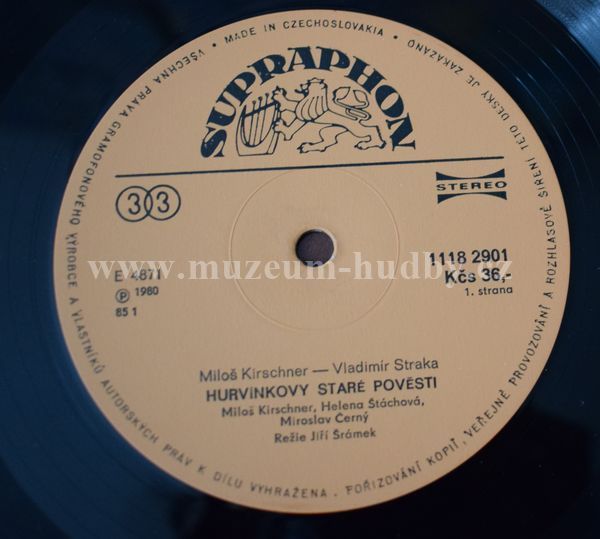 VŠECHNA PRÁVA GRAMOFONOVÉHO VÝROBCE A VLASTNÍKŮ AUTORSKÝCH PRÁV K DÍLU VYHRAŽENA. POŘIZOVÁNÍ KOPIÍ, VEŘEJNÉ PROVOZOVÁNÍ A ROZHLASOVÉ ŠÍŘENÍ TÉTO DESKY JE ZAKÁZÁNO • MADE IN CZECHOSLOVAKIA •
SUPRAPHON
33
STEREO
E 4871
℗ 1980
85 1
1118 2901
Kčs 36,-
1. strana
www.muzeum-hudby.cz
Miloš Kirschner — Vladimír Straka
HURVÍNKOVY STARÉ POVĚSTI
Miloš Kirschner, Helena Štáchová,
Miroslav Černý
Režie Jiří Šrámek